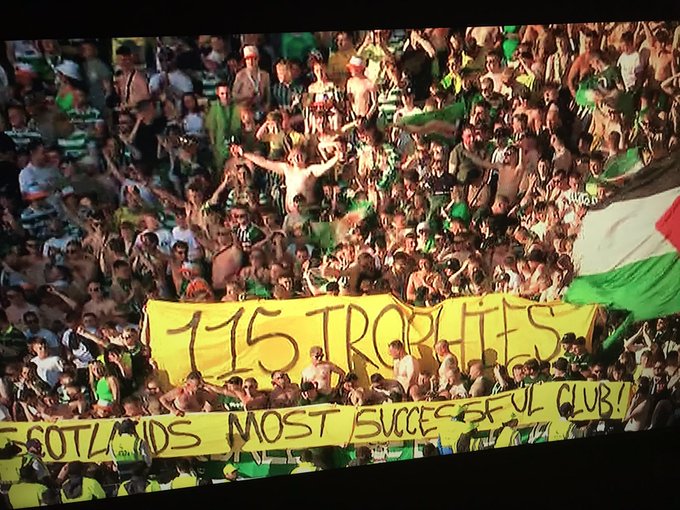 115 TROPHIES
SCOTLANDS MOST SUCCESSFUL CLUB!